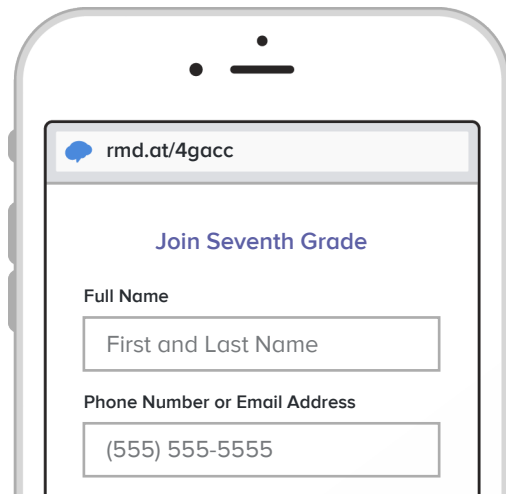 rmd.at/4gacc
Join Seventh Grade
Full Name
First and Last Name
Phone Number or Email Address
(555) 555-5555